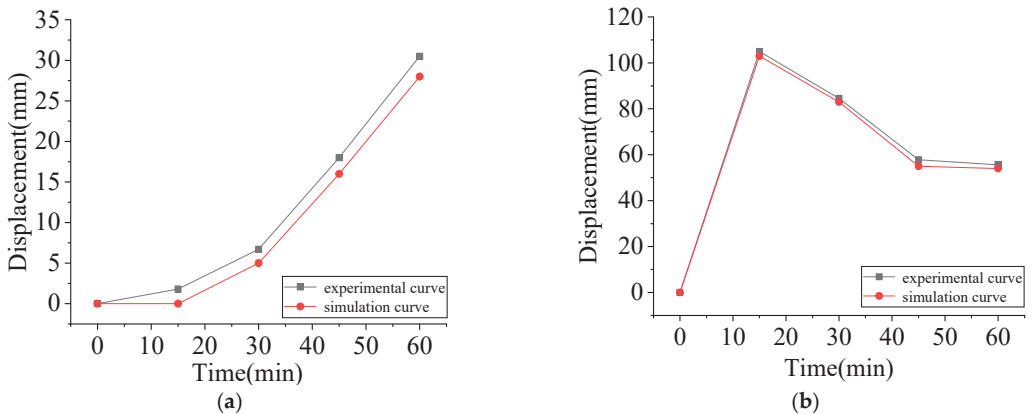 35
30
25
20
15
10
5
0
Displacement(mm)
experimental curve
simulation curve
0 10 20 30 40 50 60
Time(min)
(a)
120
100
80
60
40
20
0
Displacement(mm)
experimental curve
simulation curve
0 10 20 30 40 50 60
Time(min)
(b)